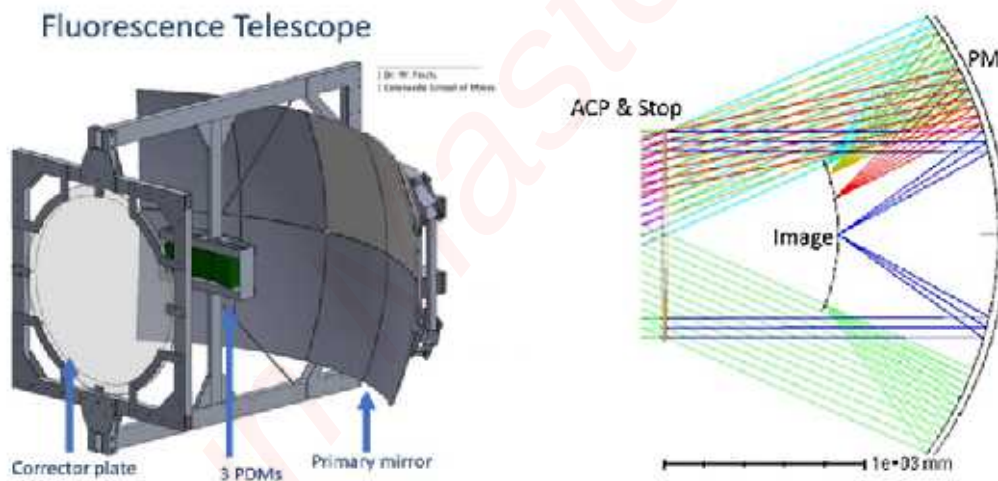 Fluorescence Telescope
Corrector plate
3 PDMs
Primary mirror
ACP & Stop
PM
Image
1e+03 mm